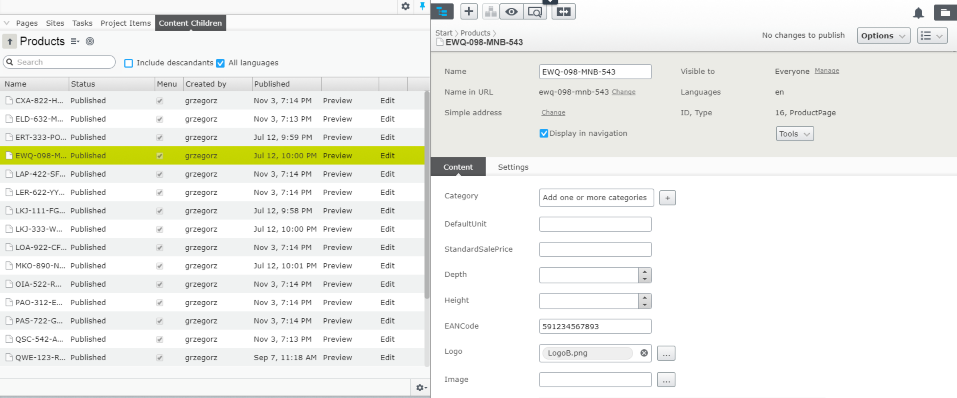 Pages Sites Tasks Project Items Content Children
Products
Search Include descandants All languages
Name Status Menu Created by Published
CXA-822-H... Published grzegorz Nov 3, 7:14 PM Preview Edit
ELD-632-M... Published grzegorz Nov 3, 7:13 PM Preview Edit
ERT-333-PO... Published grzegorz Jul 12, 9:59 PM Preview Edit
EWQ-098-M... Published grzegorz Jul 12, 10:00 PM Preview Edit
LAP-422-SF... Published grzegorz Nov 3, 7:14 PM Preview Edit
LER-622-YY... Published grzegorz Nov 3, 7:14 PM Preview Edit
LKJ-111-FG... Published grzegorz Jul 12, 9:58 PM Preview Edit
LKJ-333-W... Published grzegorz Jul 12, 10:00 PM Preview Edit
LOA-922-CF... Published grzegorz Nov 3, 7:14 PM Preview Edit
MKO-890-N... Published grzegorz Jul 12, 10:01 PM Preview Edit
OIA-522-R... Published grzegorz Nov 3, 7:14 PM Preview Edit
PAO-312-E... Published grzegorz Nov 3, 7:13 PM Preview Edit
PAS-722-G... Published grzegorz Nov 3, 7:14 PM Preview Edit
QSC-542-A... Published grzegorz Nov 3, 7:13 PM Preview Edit
QWE-123-R... Published grzegorz Sep 7, 11:18 AM Preview Edit
Start Products
EWQ-098-MNB-543
No changes to publish Options
Name EWQ-098-MNB-543 Visible to Everyone Manage
Name in URL ewq-098-mnb-543 Change Languages en
Simple address Change ID, Type 16, ProductPage
Display in navigation Tools
Content Settings
Category Add one or more categories +
DefaultUnit
StandardSalePrice
Depth
Height
EANCode 591234567893
Logo LogoB.png ...
Image ...